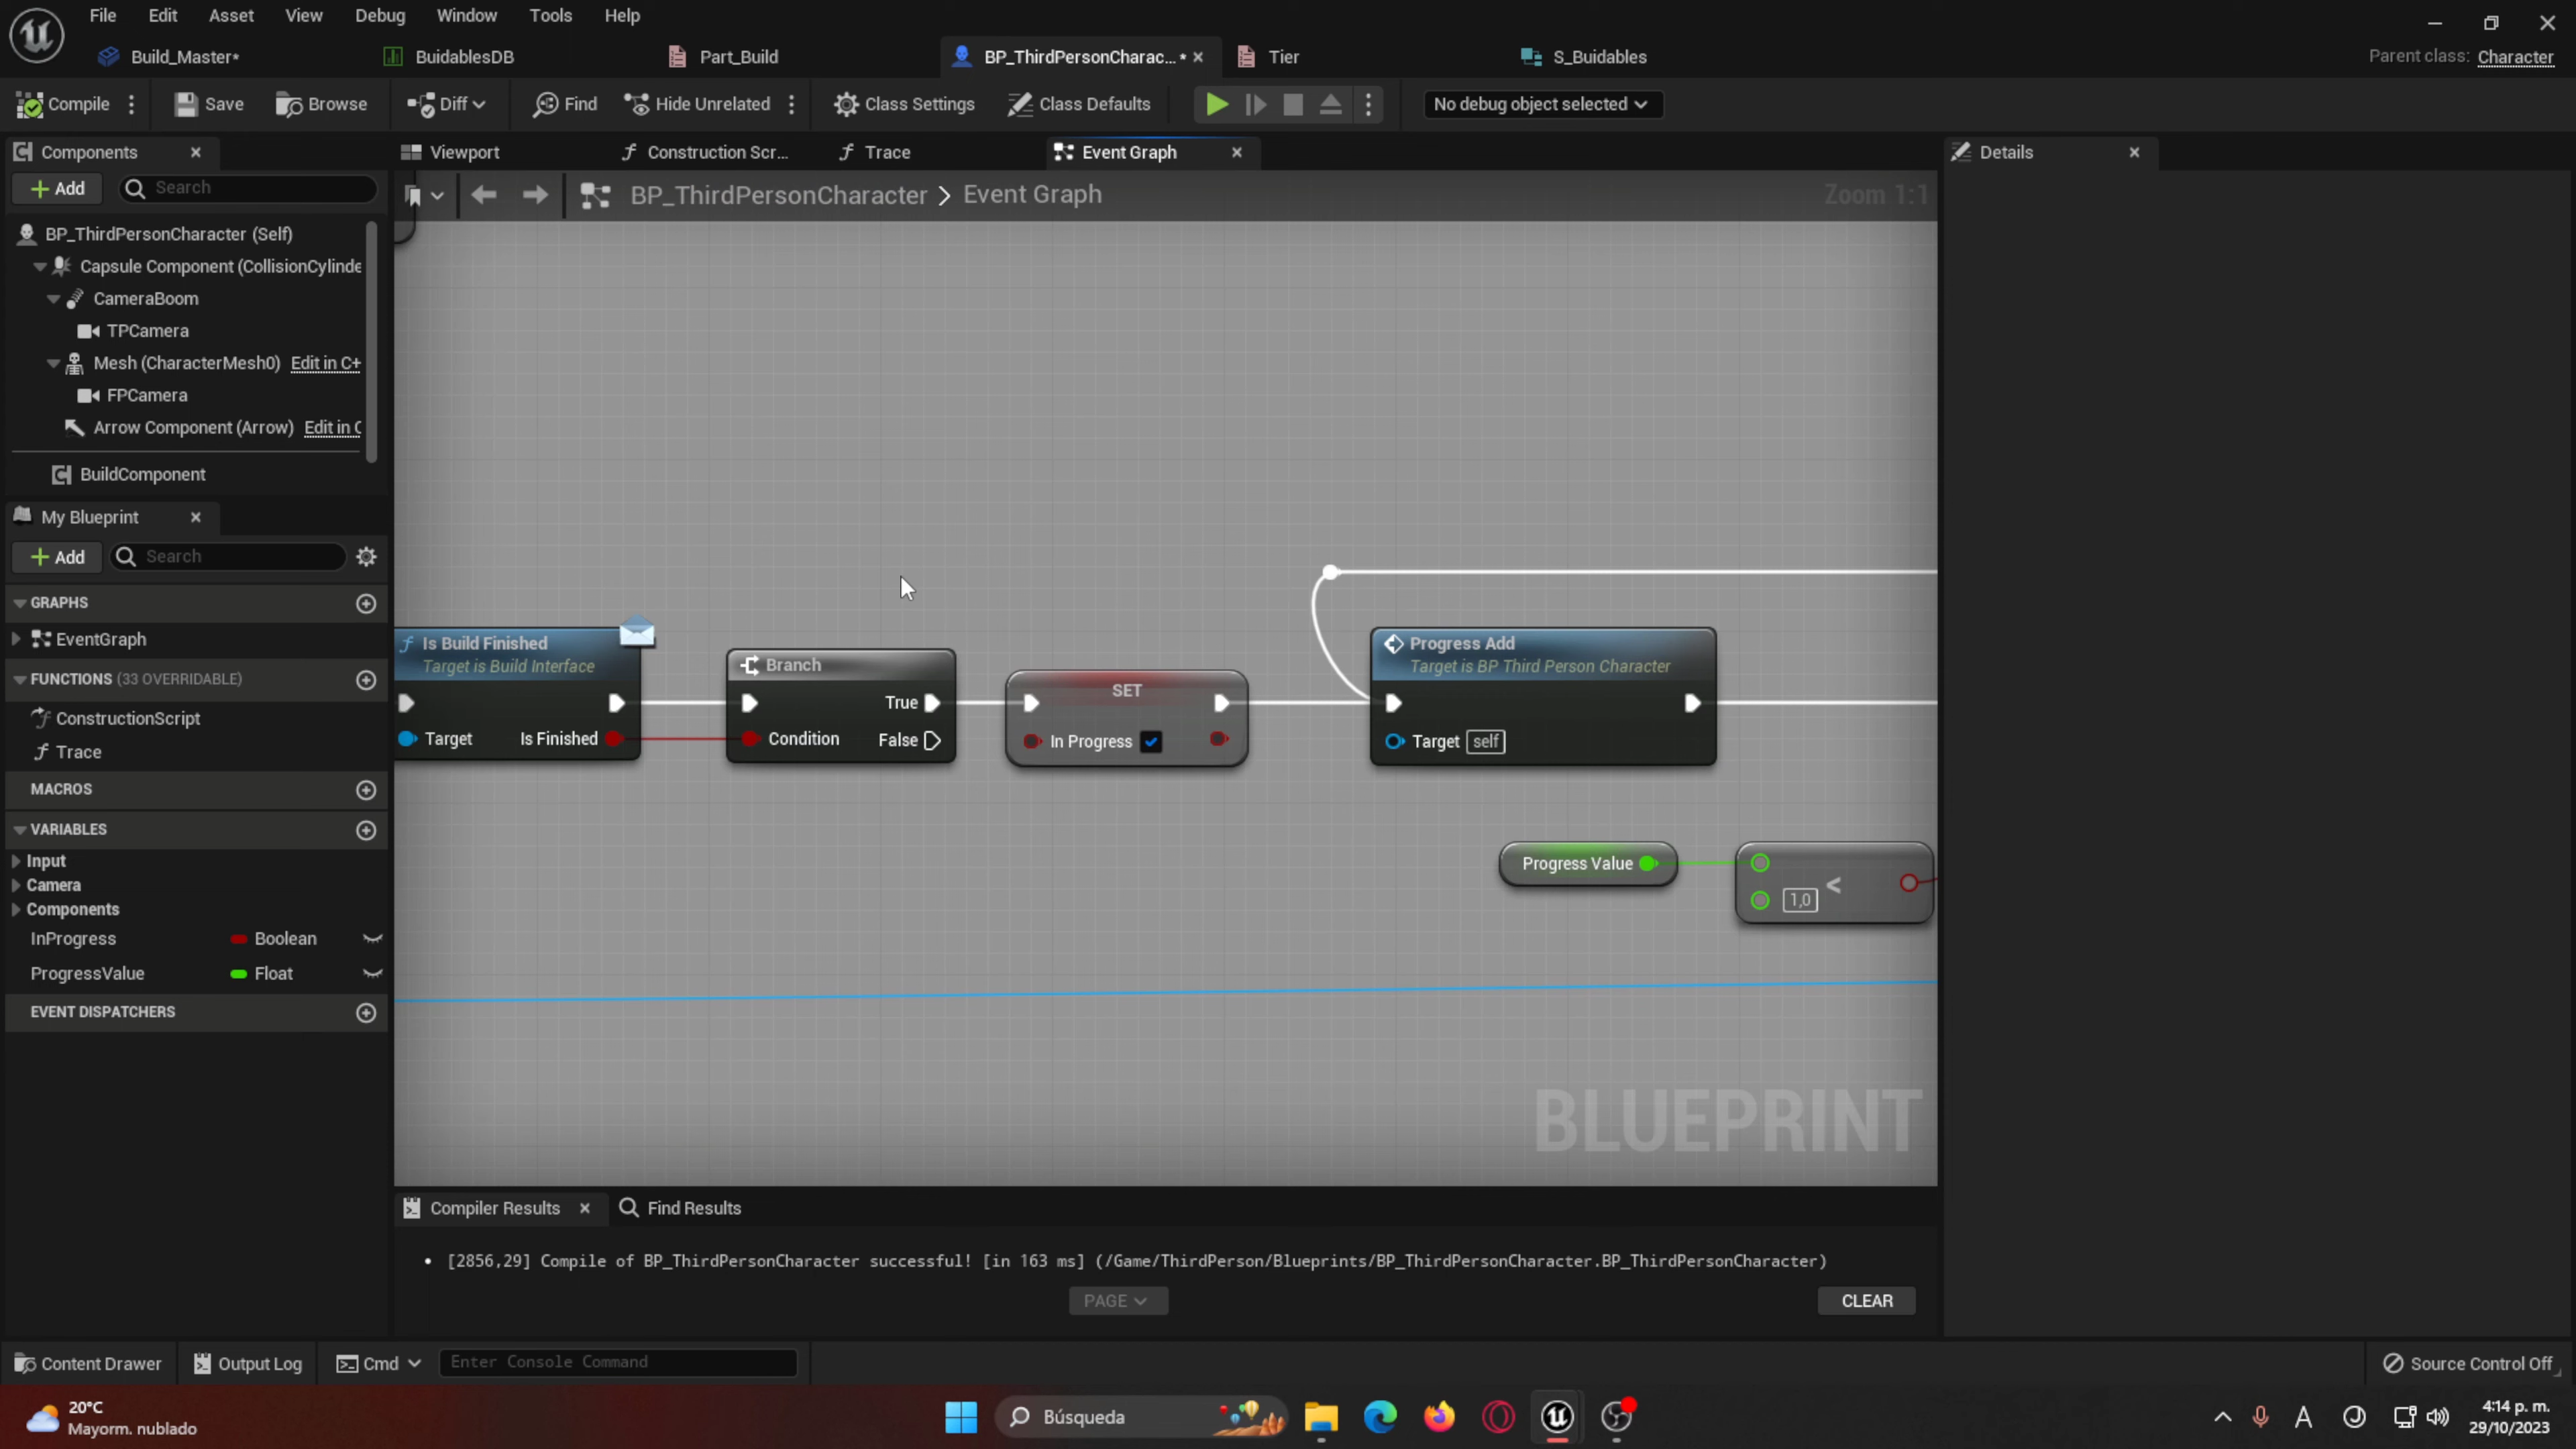 File Edit Asset View Debug Window Tools Help
Build_Master* BuidablesDB Part_Build BP_ThirdPersonCharac...* Tier S_Buidables Parent class: Character
Compile Save Browse Diff Find Hide Unrelated Class Settings Class Defaults No debug object selected
Components Viewport Construction Scr... Trace Event Graph Details
Add Search BP_ThirdPersonCharacter > Event Graph Zoom 1:1
BP_ThirdPersonCharacter (Self)
Capsule Component (CollisionCylinde
CameraBoom
TPCamera
Mesh (CharacterMesh0) Edit in C+
FPCamera
Arrow Component (Arrow) Edit in C
BuildComponent
My Blueprint
Add Search
GRAPHS
EventGraph
FUNCTIONS (33 OVERRIDABLE)
ConstructionScript
Trace
MACROS
VARIABLES
Input
Camera
Components
InProgress Boolean
ProgressValue Float
EVENT DISPATCHERS
Is Build Finished
Target is Build Interface
Target Is Finished
Branch
True
Condition False
SET
In Progress
Progress Add
Target is BP Third Person Character
Target self
Progress Value
1,0 <
BLUEPRINT
Compiler Results Find Results
[2856,29] Compile of BP_ThirdPersonCharacter successful! [in 163 ms] (/Game/ThirdPerson/Blueprints/BP_ThirdPersonCharacter.BP_ThirdPersonCharacter)
PAGE CLEAR
Content Drawer Output Log Cmd Enter Console Command Source Control Off
20°C
Mayorm. nublado
Búsqueda
4:14 p. m.
29/10/2023